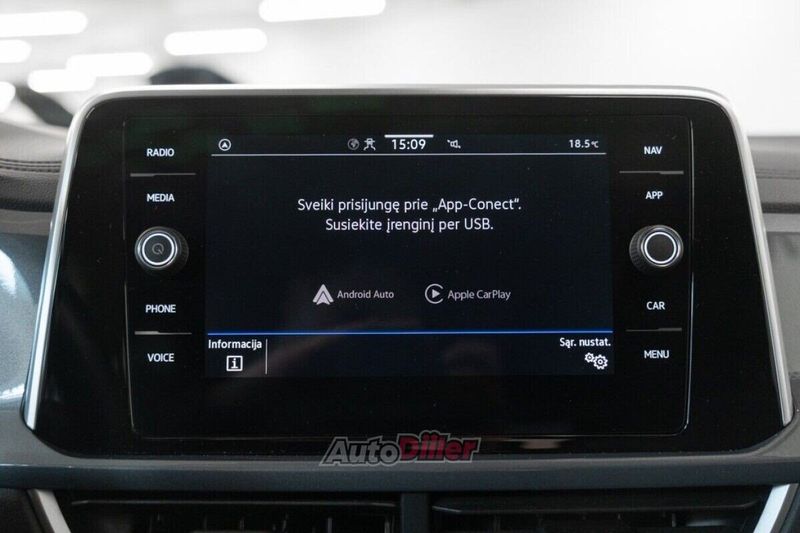 RADIO
MEDIA
PHONE
VOICE
15:09
18.5°C
Sveiki prisijungę prie „App-Conect“.
Susiekite įrenginį per USB.
Android Auto
Apple CarPlay
Informacija
Sąr. nustat.
NAV
APP
CAR
MENU
AutoDiller